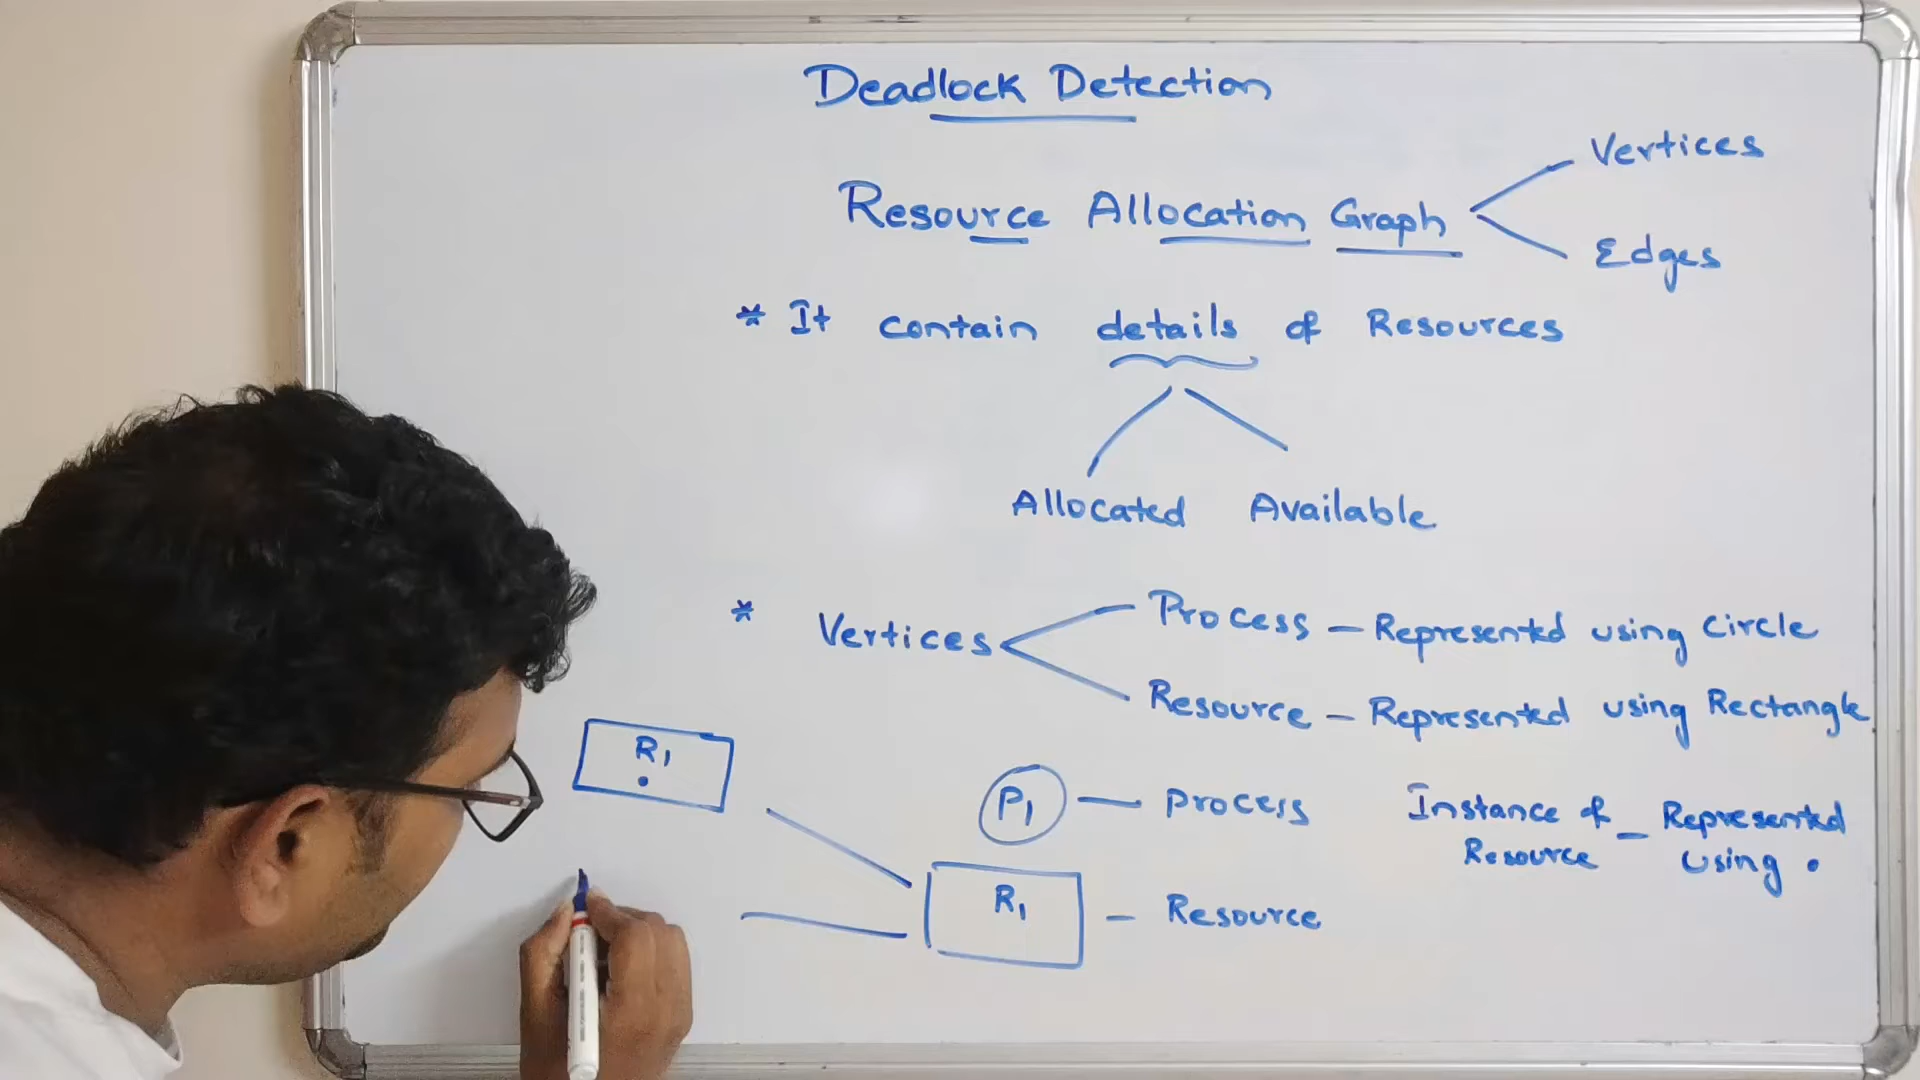 Deadlock Detection
Resource Allocation Graph
Vertices
Edges
* It contain details of Resources
Allocated Available
* Vertices
Process - Represented using Circle
Resource - Represented using Rectangle
R1
P1 - Process
Instance of - Represented
Resource using •
R1 - Resource